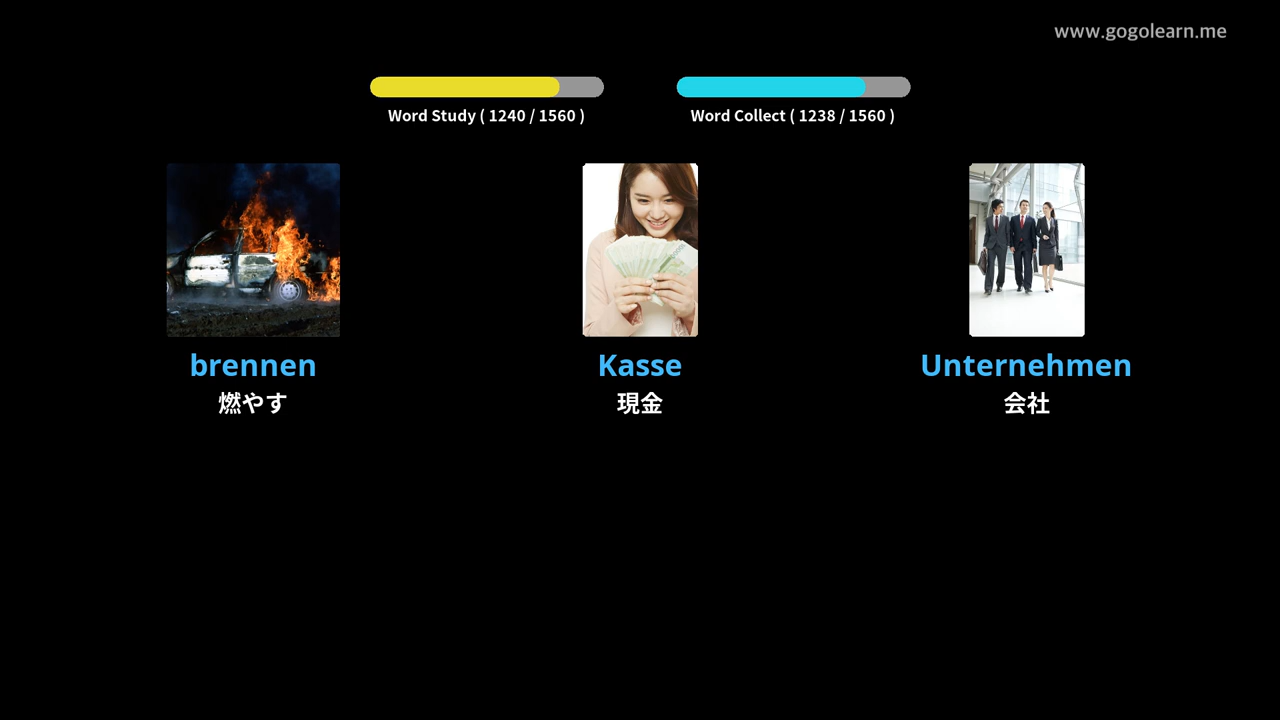 www.gogolearn.me
Word Study ( 1240 / 1560 )
Word Collect ( 1238 / 1560 )
brennen
燃やす
Kasse
現金
Unternehmen
会社